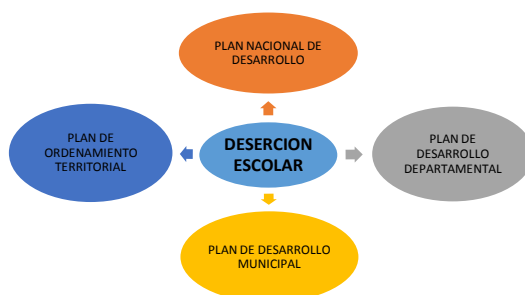 PLAN NACIONAL DE
DESARROLLO
PLAN DE
ORDENAMIENTO
TERRITORIAL
DESERCION
ESCOLAR
PLAN DE
DESARROLLO
DEPARTAMENTAL
PLAN DE DESARROLLO
MUNICIPAL